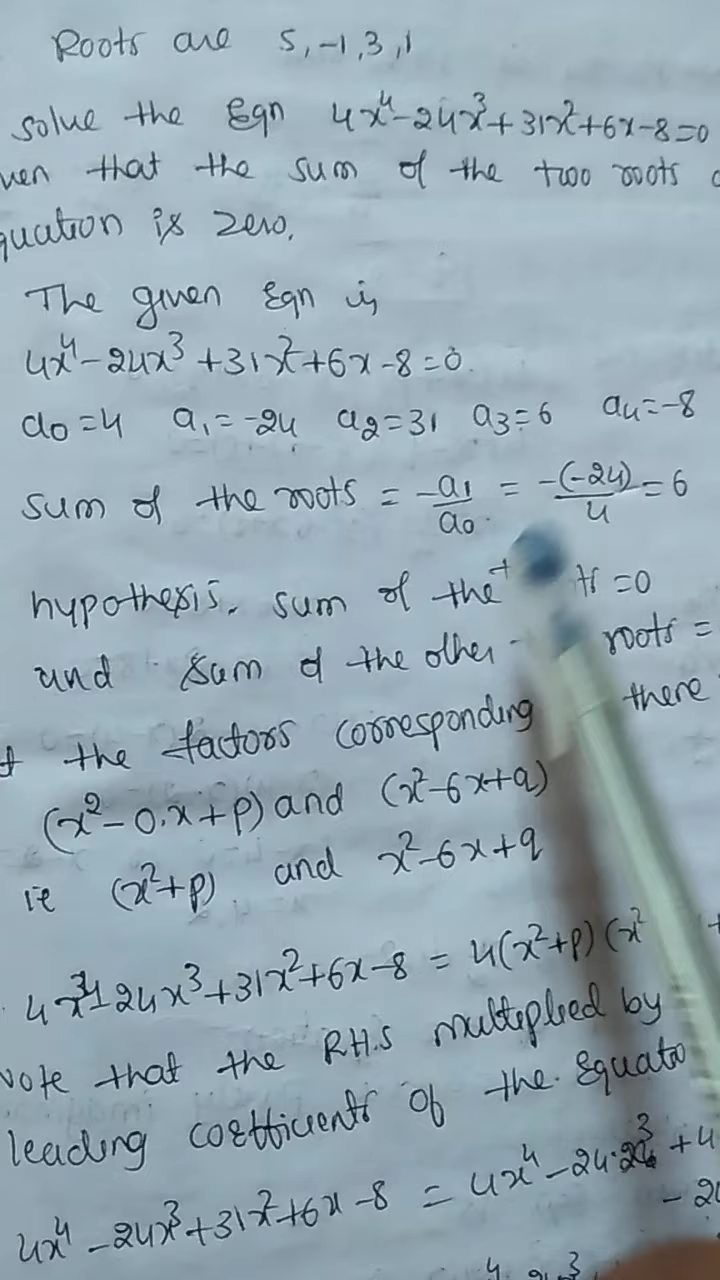 Roots are 5, -1, 3, 1
solve the Eqn 4x⁴-24x³+31x²+6x-8=0
that the sum of the two roots
quation is zero.
The given Eqn is
4x⁴-24x³+31x²+6x-8=0.
a₀=4 a₁=-24 a₂=31 a₃=6 a₄=-8
sum of the roots = -a₁/a₀ = -(-24)/4 = 6
hypothesis. sum of the =0
and sum of the other roots =
the factors corresponding there
(x²-0.x+p) and (x²-6x+q)
ie (x²+p) and x²-6x+q
-24x³+31x²+6x-8 = 4(x²+p)(x²
that the R.H.S multiplied by
leading coefficients of the Equatio
4x⁴-24x³+31x²+6x-8 = 4x⁴-24 +4